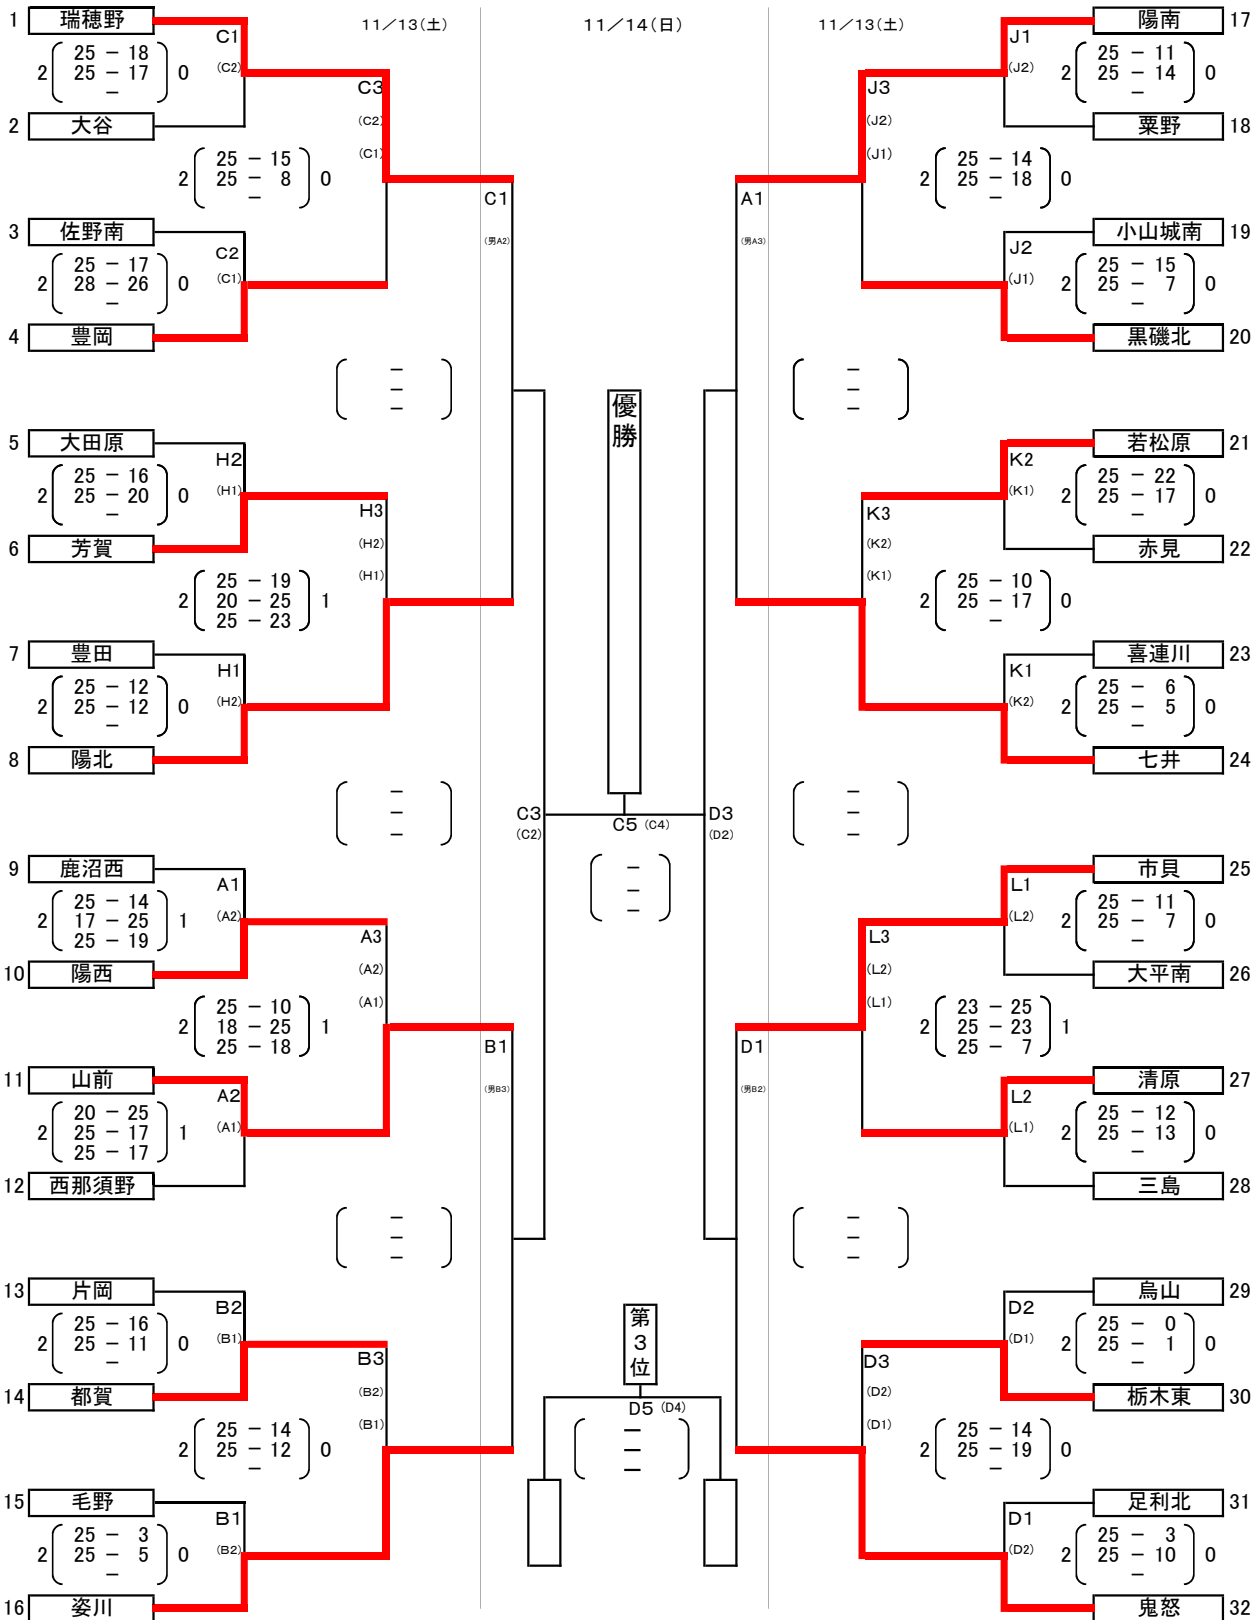 11／13(土)
11／14(日)
11／13(土)
1 瑞穂野
C1
(C2)
2 25 － 18 0
25 － 17
－
2 大谷
C3
(C2)
(C1)
2 25 － 15 0
25 － 8
－
3 佐野南
C2
(C1)
2 25 － 17 0
28 － 26
－
4 豊岡
C1
(男A2)
－
－
－
5 大田原
H2
(H1)
2 25 － 16 0
25 － 20
－
6 芳賀
H3
(H2)
(H1)
2 25 － 19 1
20 － 25
25 － 23
7 豊田
H1
(H2)
2 25 － 12 0
25 － 12
－
8 陽北
－
－
－
C3
(C2)
9 鹿沼西
A1
(A2)
2 25 － 14 1
17 － 25
25 － 19
10 陽西
A3
(A2)
(A1)
2 25 － 10 1
18 － 25
25 － 18
11 山前
A2
(A1)
2 20 － 25 1
25 － 17
25 － 17
12 西那須野
B1
(男B3)
－
－
－
13 片岡
B2
(B1)
2 25 － 16 0
25 － 11
－
14 都賀
B3
(B2)
(B1)
2 25 － 14 0
25 － 12
－
15 毛野
B1
(B2)
2 25 － 3 0
25 － 5
－
16 姿川
優勝
C5 (C4)
－
－
－
第3位
D5 (D4)
－
－
－
陽南 17
J1
(J2)
2 25 － 11 0
25 － 14
－
粟野 18
J3
(J2)
(J1)
2 25 － 14 0
25 － 18
－
小山城南 19
J2
(J1)
2 25 － 15 0
25 － 7
－
黒磯北 20
A1
(男A3)
－
－
－
若松原 21
K2
(K1)
2 25 － 22 0
25 － 17
－
赤見 22
K3
(K2)
(K1)
2 25 － 10 0
25 － 17
－
喜連川 23
K1
(K2)
2 25 － 6 0
25 － 5
－
七井 24
－
－
－
D3
(D2)
市貝 25
L1
(L2)
2 25 － 11 0
25 － 7
－
大平南 26
L3
(L2)
(L1)
2 23 － 25 1
25 － 23
25 － 7
清原 27
L2
(L1)
2 25 － 12 0
25 － 13
－
三島 28
D1
(男B2)
－
－
－
烏山 29
D2
(D1)
2 25 － 0 0
25 － 1
－
栃木東 30
D3
(D2)
(D1)
2 25 － 14 0
25 － 19
－
足利北 31
D1
(D2)
2 25 － 3 0
25 － 10
－
鬼怒 32